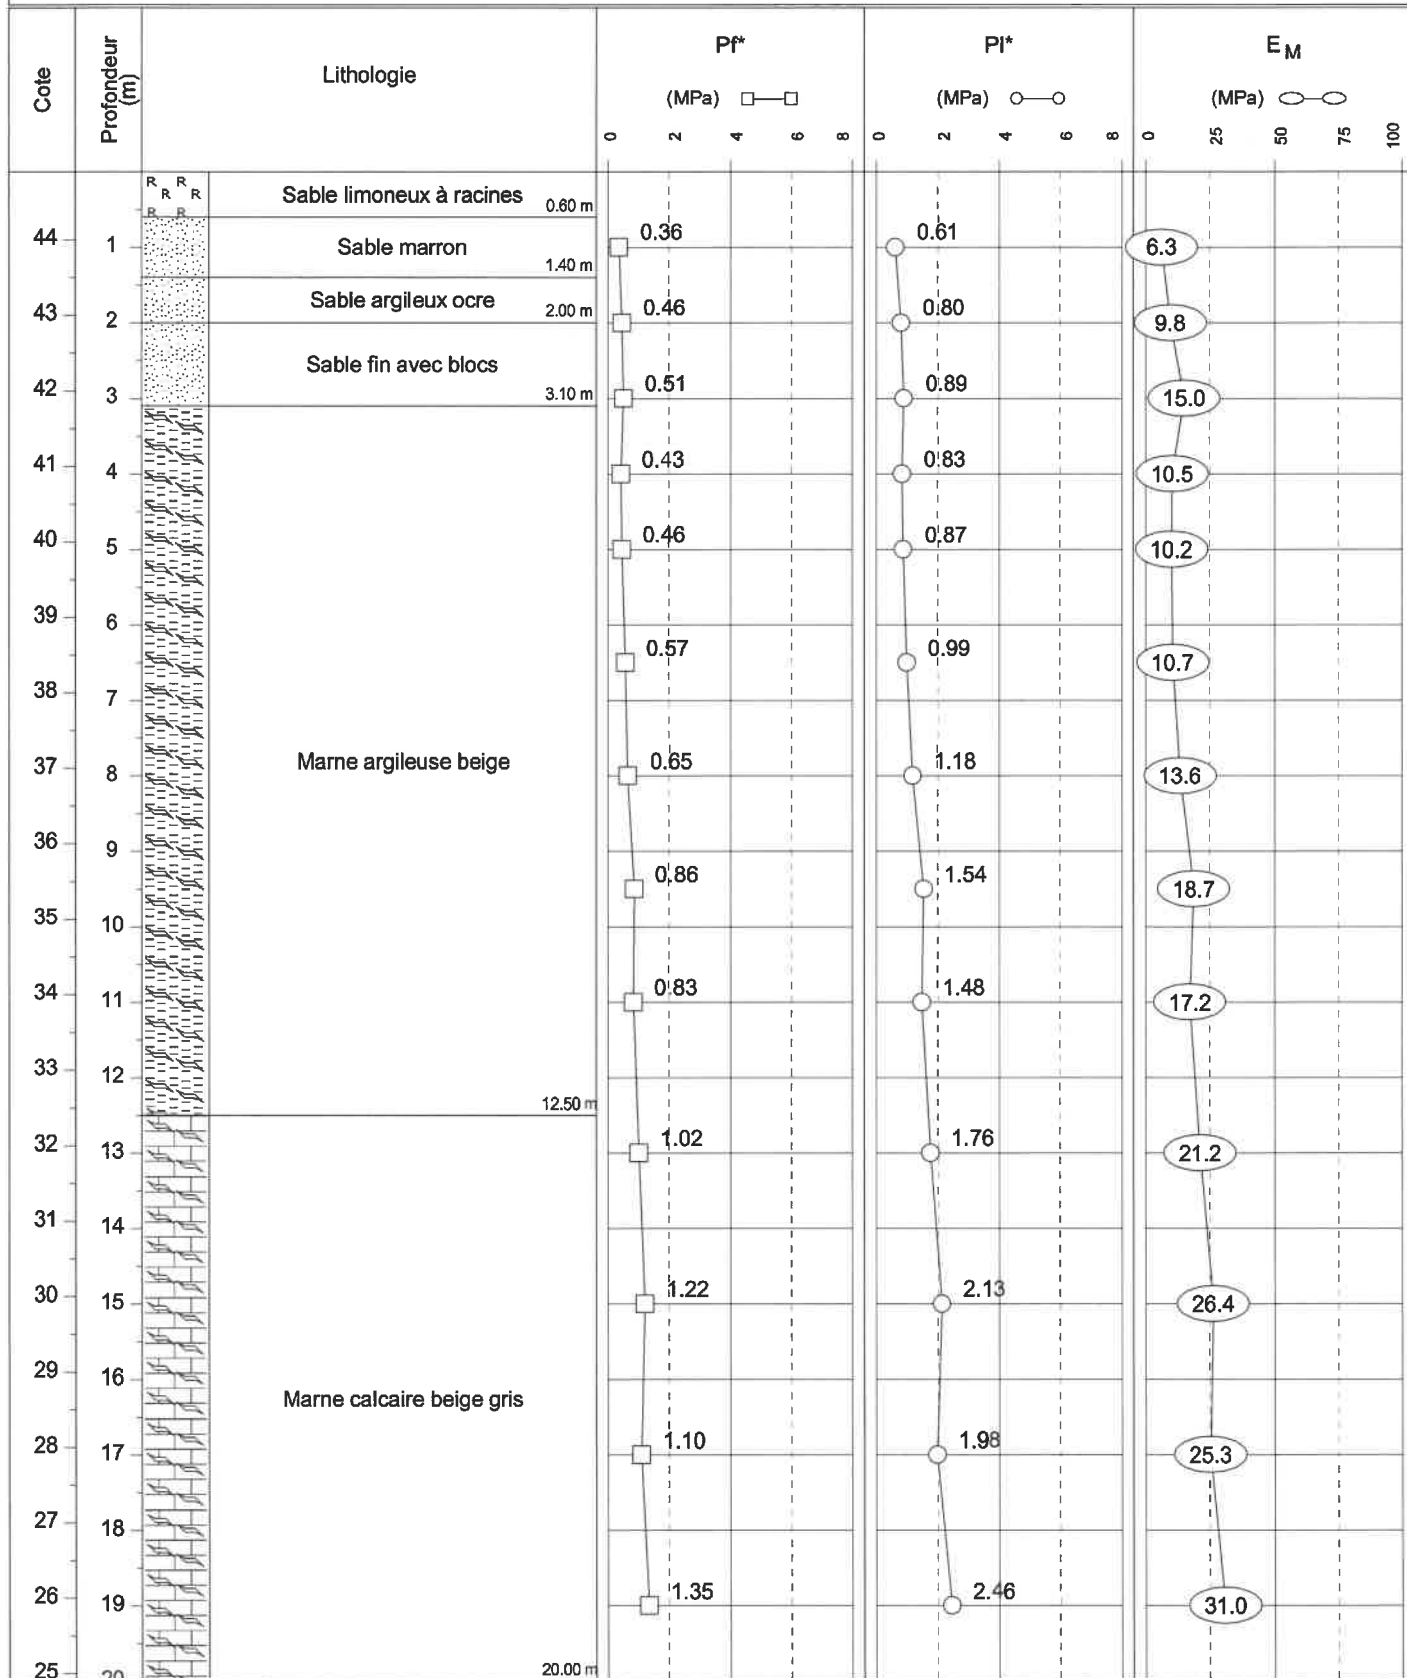 Cote
Profondeur (m)
Lithologie
Pf*
(MPa)
0 2 4 6 8
Pl*
(MPa)
0 2 4 6 8
E M
(MPa)
0 25 50 75 100
R R
R R
R R
Sable limoneux à racines
0.60 m
44 1 Sable marron 0.36 0.61 6.3
1.40 m
Sable argileux ocre
43 2 2.00 m 0.46 0.80 9.8
Sable fin avec blocs
42 3 3.10 m 0.51 0.89 15.0
41 4 0.43 0.83 10.5
40 5 0.46 0.87 10.2
39 6
0.57 0.99 10.7
38 7
37 8 Marne argileuse beige 0.65 1.18 13.6
36 9
0.86 1.54 18.7
35 10
34 11 0.83 1.48 17.2
33 12
12.50 m
32 13 1.02 1.76 21.2
31 14
30 15 1.22 2.13 26.4
29 16
Marne calcaire beige gris
28 17 1.10 1.98 25.3
27 18
26 19 1.35 2.46 31.0
25 20 20.00 m